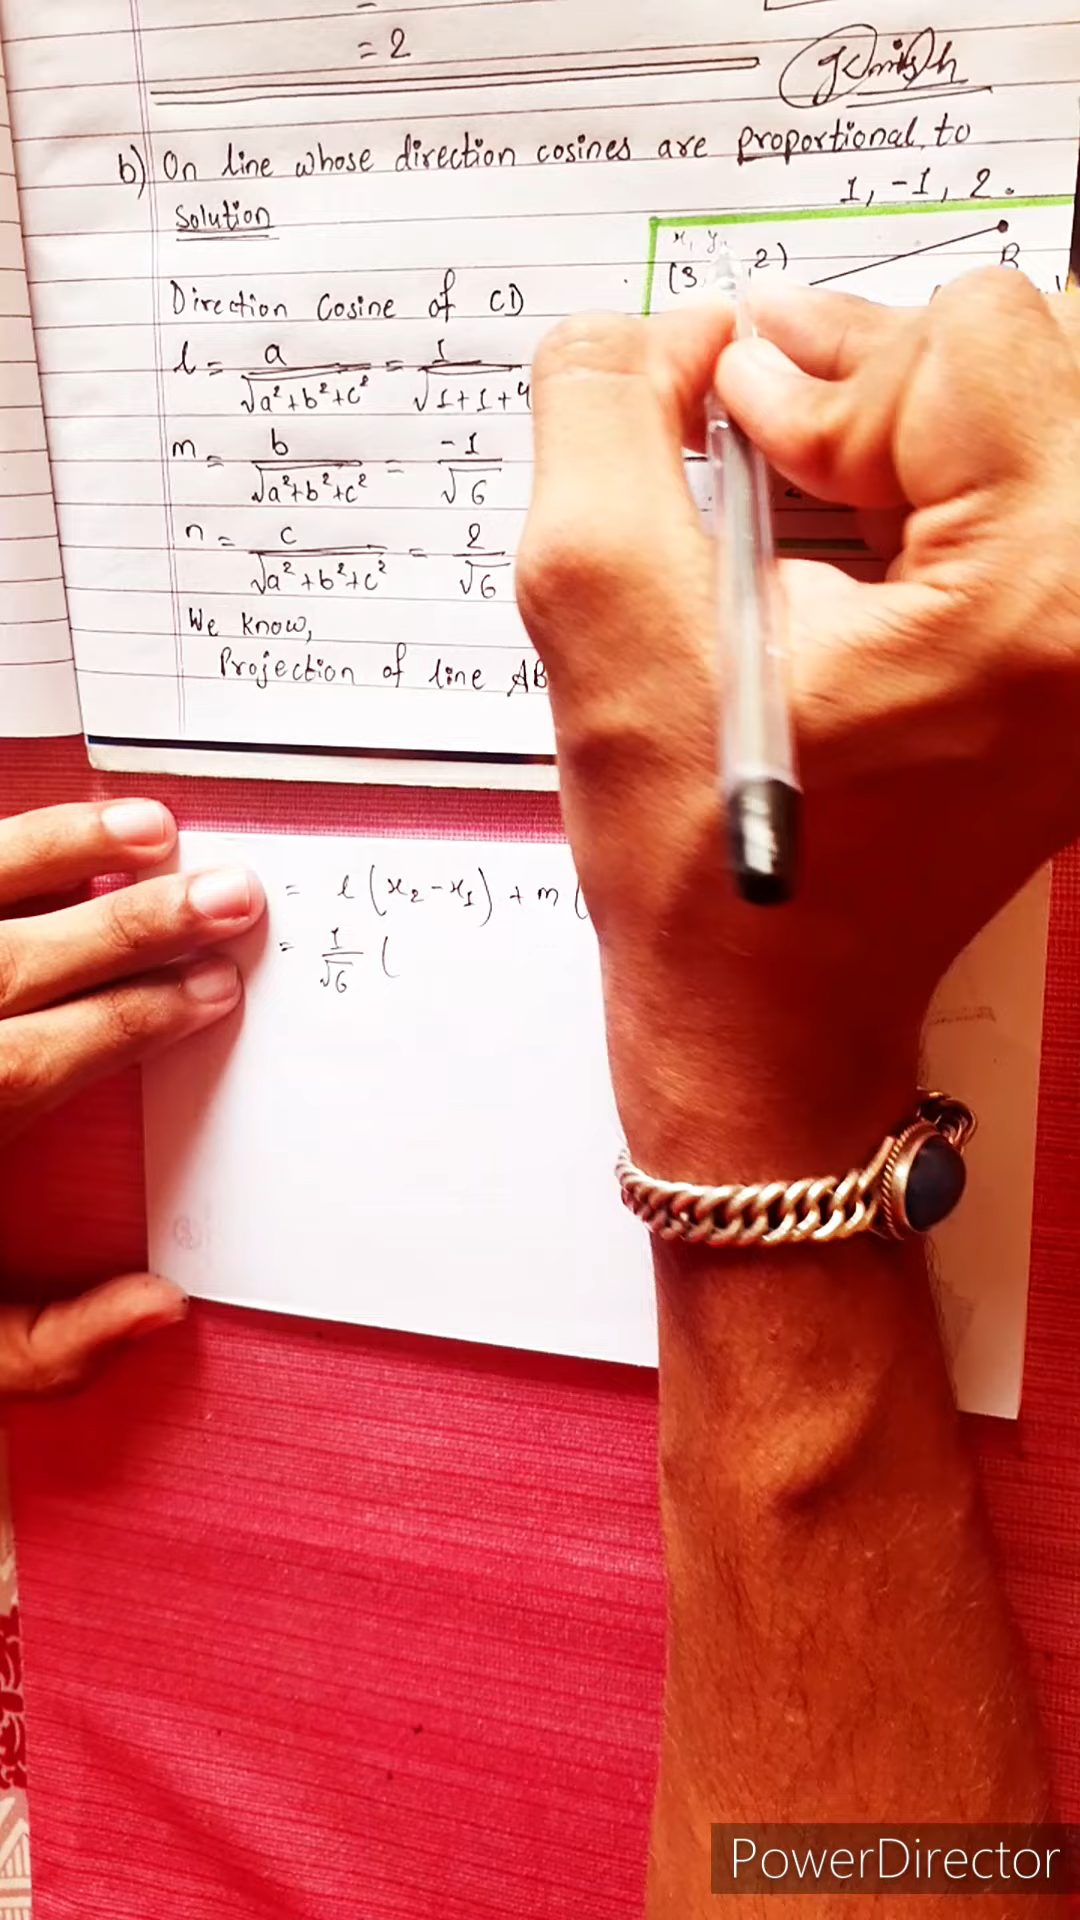 = 2
b) On line whose direction cosines are proportional to
1, -1, 2.
Solution
x₁ y₁
(3, ,2)
B
Direction Cosine of CD
l = a/√a²+b²+c² = 1/√1+1+4
m = b/√a²+b²+c² = -1/√6
n = c/√a²+b²+c² = 2/√6
We know,
Projection of line AB
= l (x₂-x₁) + m (
= 1/√6 (
PowerDirector